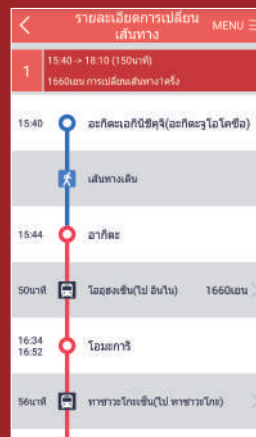 รายละเอียดการเปลี่ยน
เส้นทาง
MENU
1
15:40 -> 18:10 (150นาที)
1660เยน การเปลี่ยนเส้นทาง1ครั้ง
15:40 อะกิตะเอกินิชิคุจิ(อะกิตะจูโอโดชือ)
เส้นทางเดิน
15:44 อากิตะ
50นาที โออุฮงเซ็น(ไป อินไน) 1660เยน
16:34
16:52
โอมะการิ
56นาที ทาซาวะโกะเซ็น(ไป ทาซาวะโกะ)